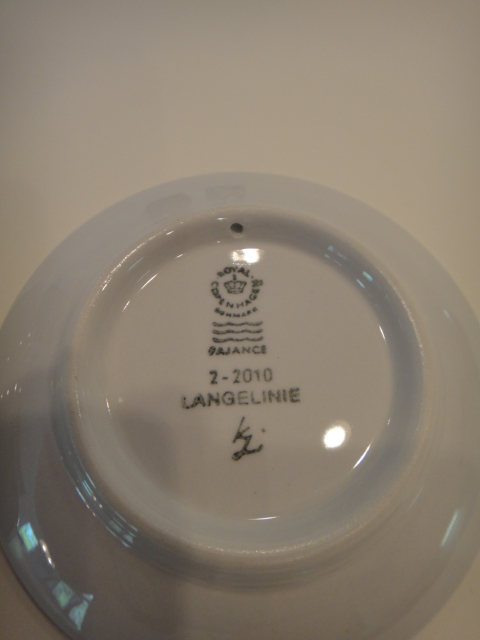 ROYAL
COPENHAGEN
DENMARK
FAJANCE
2-2010
LANGELINIE